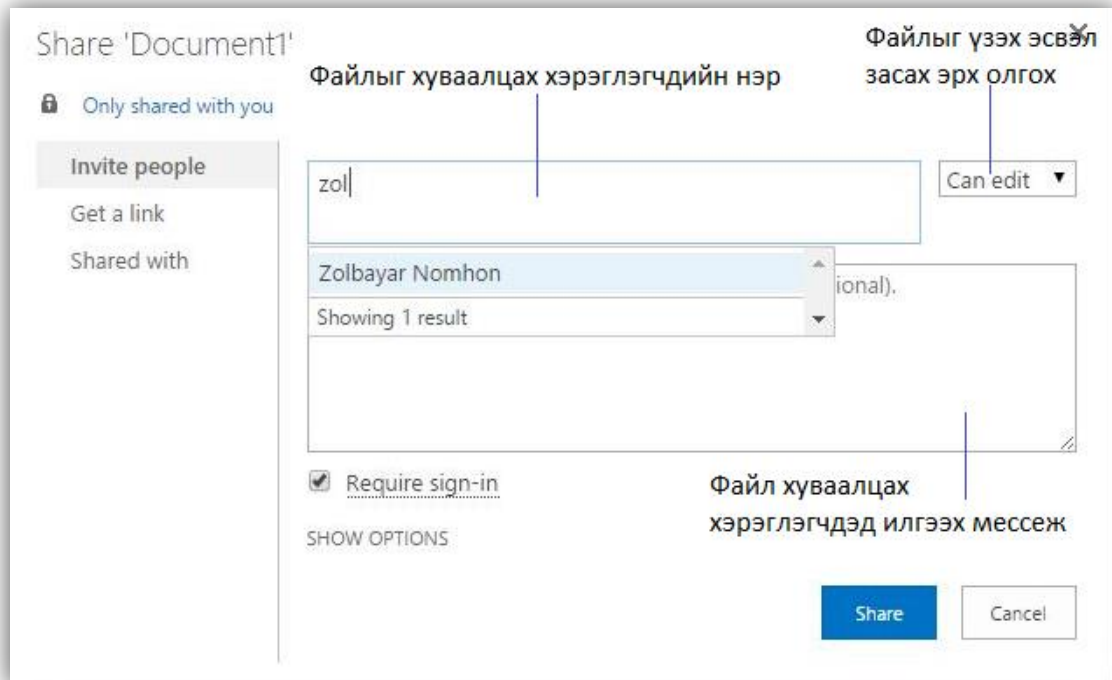 Share 'Document1'
Файлыг үзэх эсвэл
засах эрх олгох
Файлыг хуваалцах хэрэглэгчдийн нэр
Only shared with you
Invite people
Get a link
Shared with
zol
Can edit
Zolbayar Nomhon
Showing 1 result
ional).
Require sign-in
SHOW OPTIONS
Файл хуваалцах
хэрэглэгчдэд илгээх мессеж
Share
Cancel